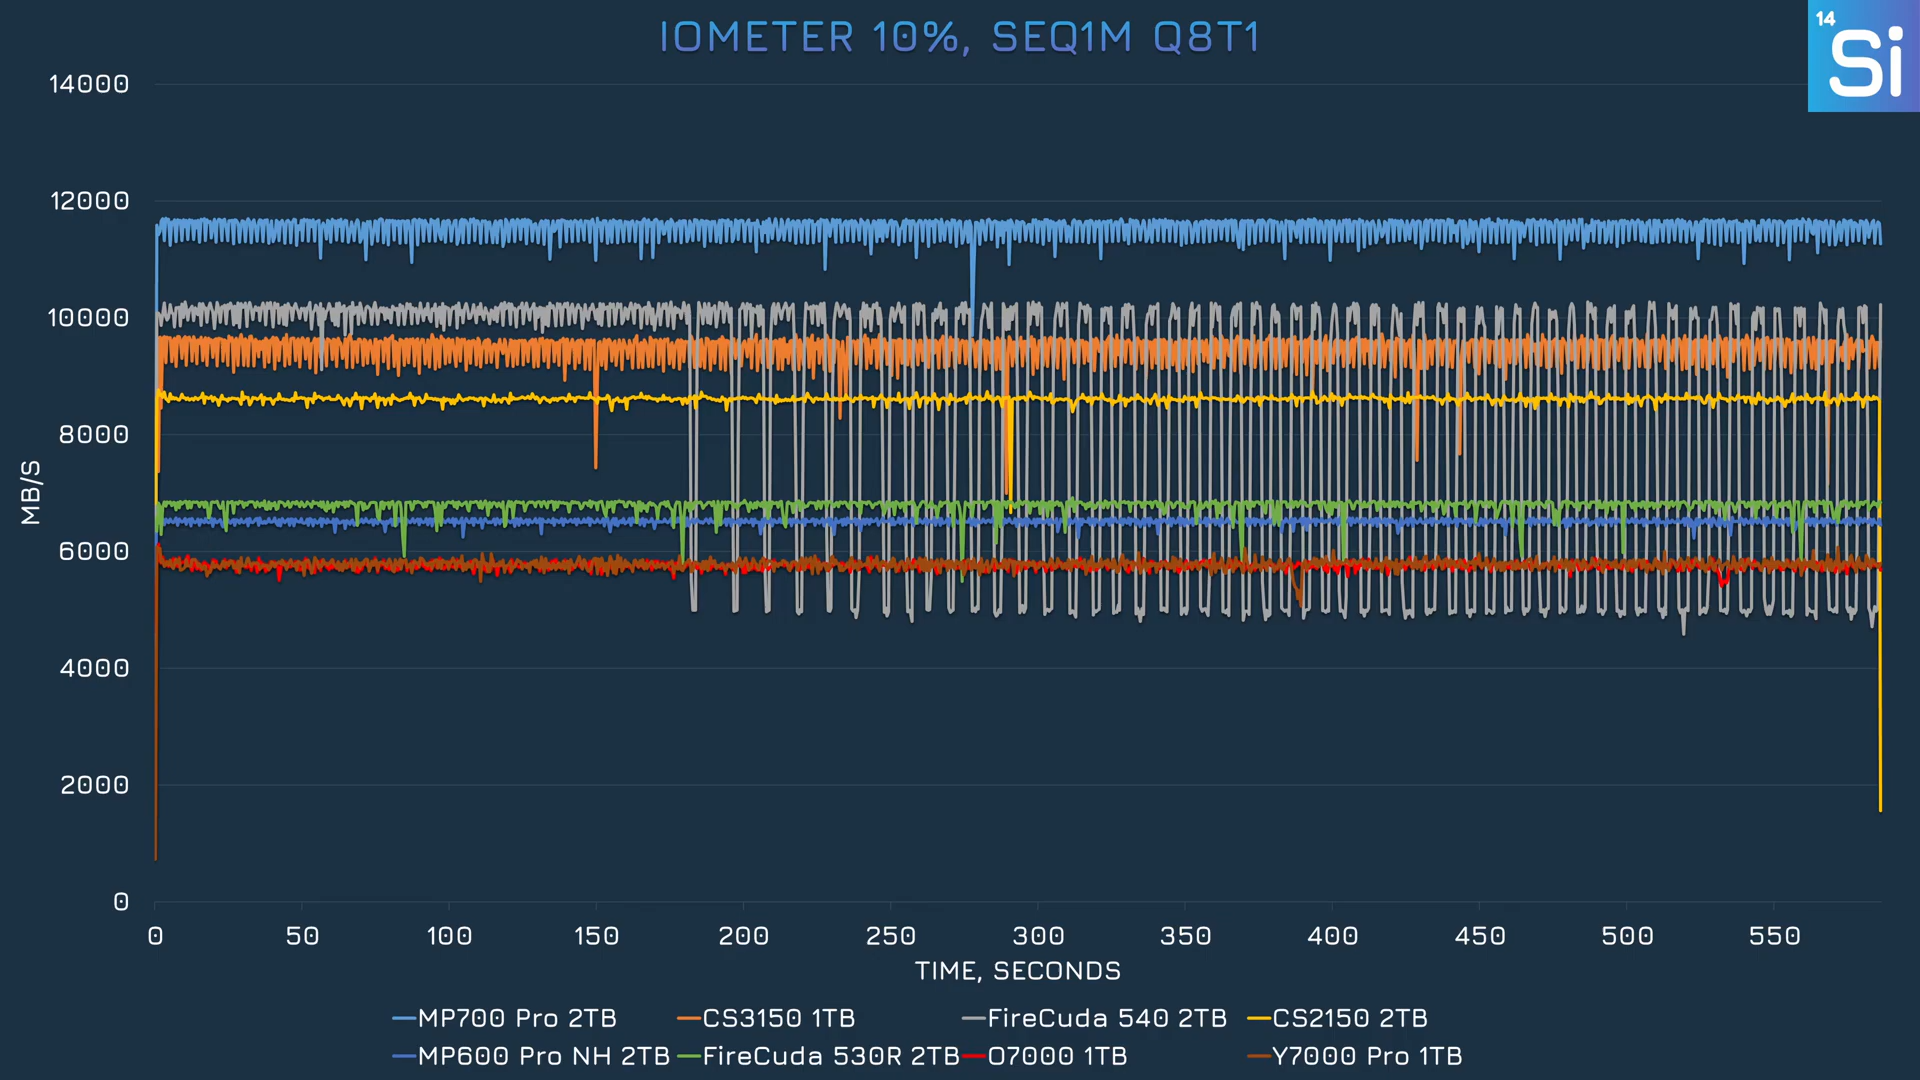 IOMETER 10%, SEQ1M Q8T1
14
Si
14000
12000
10000
8000
6000
4000
2000
0
MB/S
0 50 100 150 200 250 300 350 400 450 500 550
TIME, SECONDS
MP700 Pro 2TB CS3150 1TB FireCuda 540 2TB CS2150 2TB
MP600 Pro NH 2TB FireCuda 530R 2TB O7000 1TB Y7000 Pro 1TB